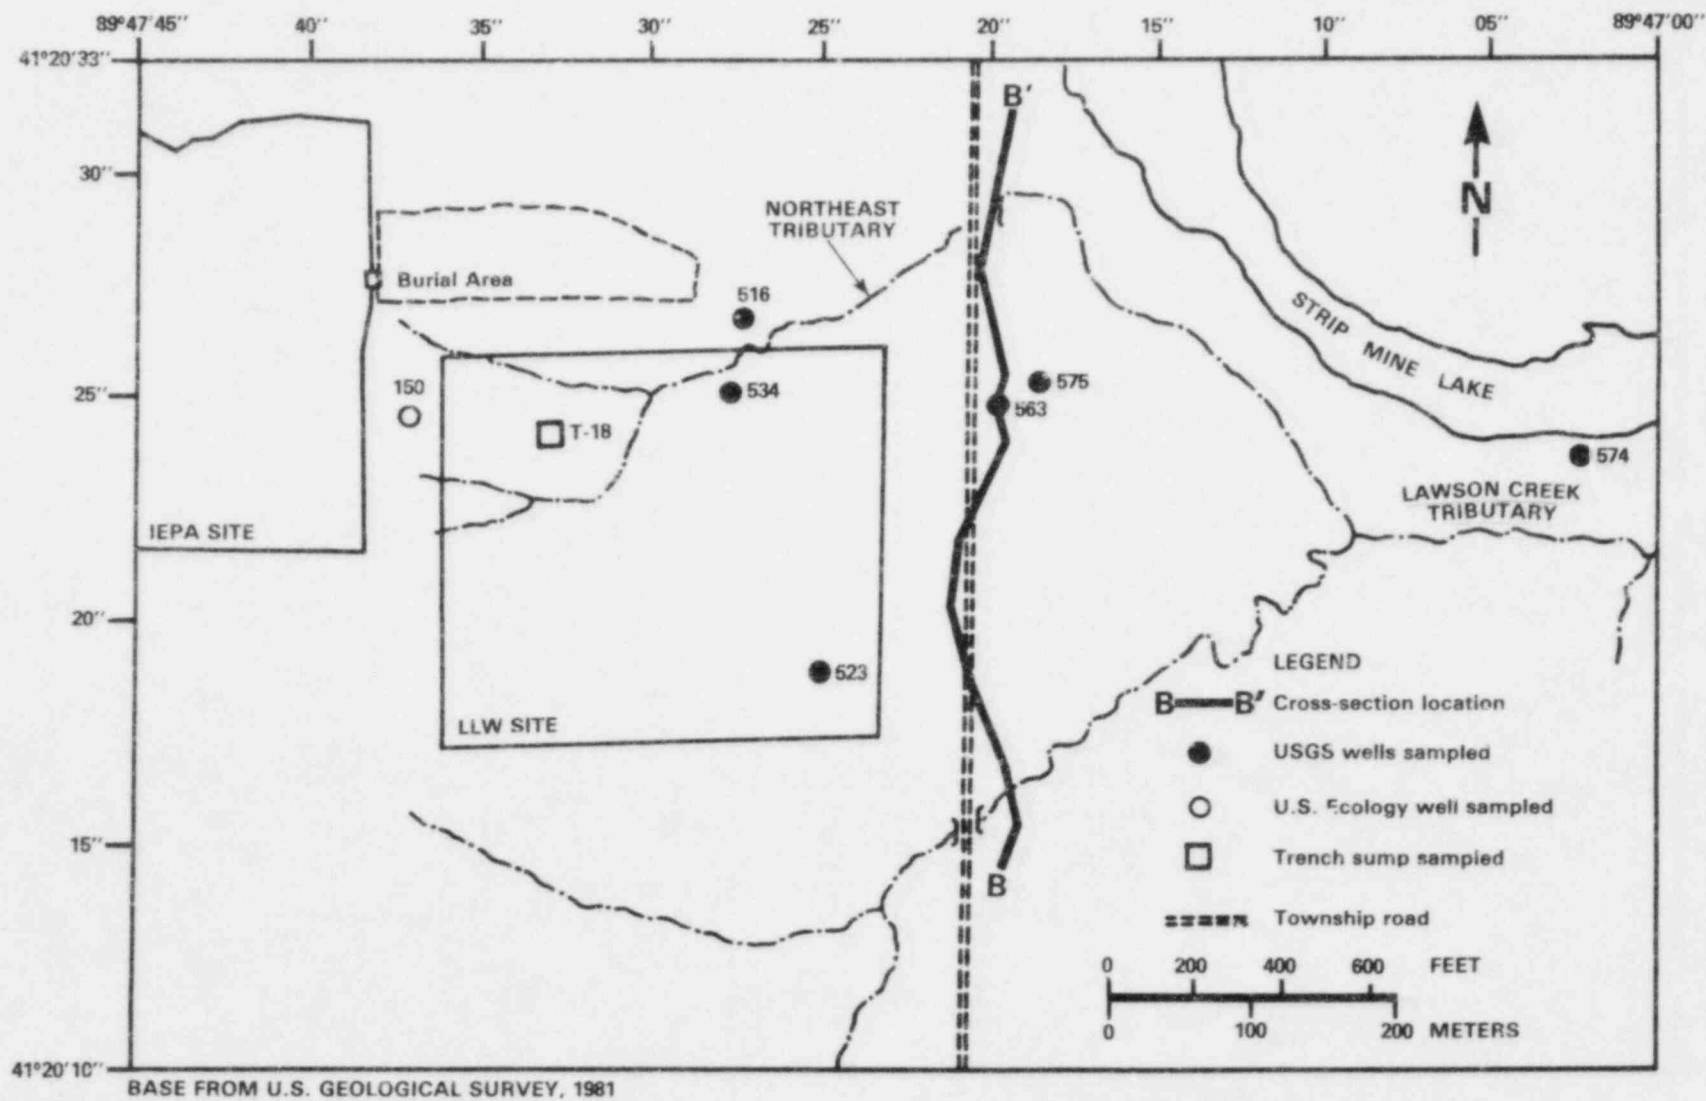 89°47'45"
40"
35"
30"
25"
20"
15"
10"
05"
89°47'00"
41°20'33"
B'
30"
N
NORTHEAST
TRIBUTARY
Burial Area
516
STRIP MINE LAKE
25"
150
534
575
563
T-18
574
LAWSON CREEK
TRIBUTARY
IEPA SITE
20"
523
LLW SITE
LEGEND
B B' Cross-section location
USGS wells sampled
U.S. Ecology well sampled
15"
Trench sump sampled
B
Township road
0 200 400 600 FEET
0 100 200 METERS
41°20'10"
BASE FROM U.S. GEOLOGICAL SURVEY, 1981